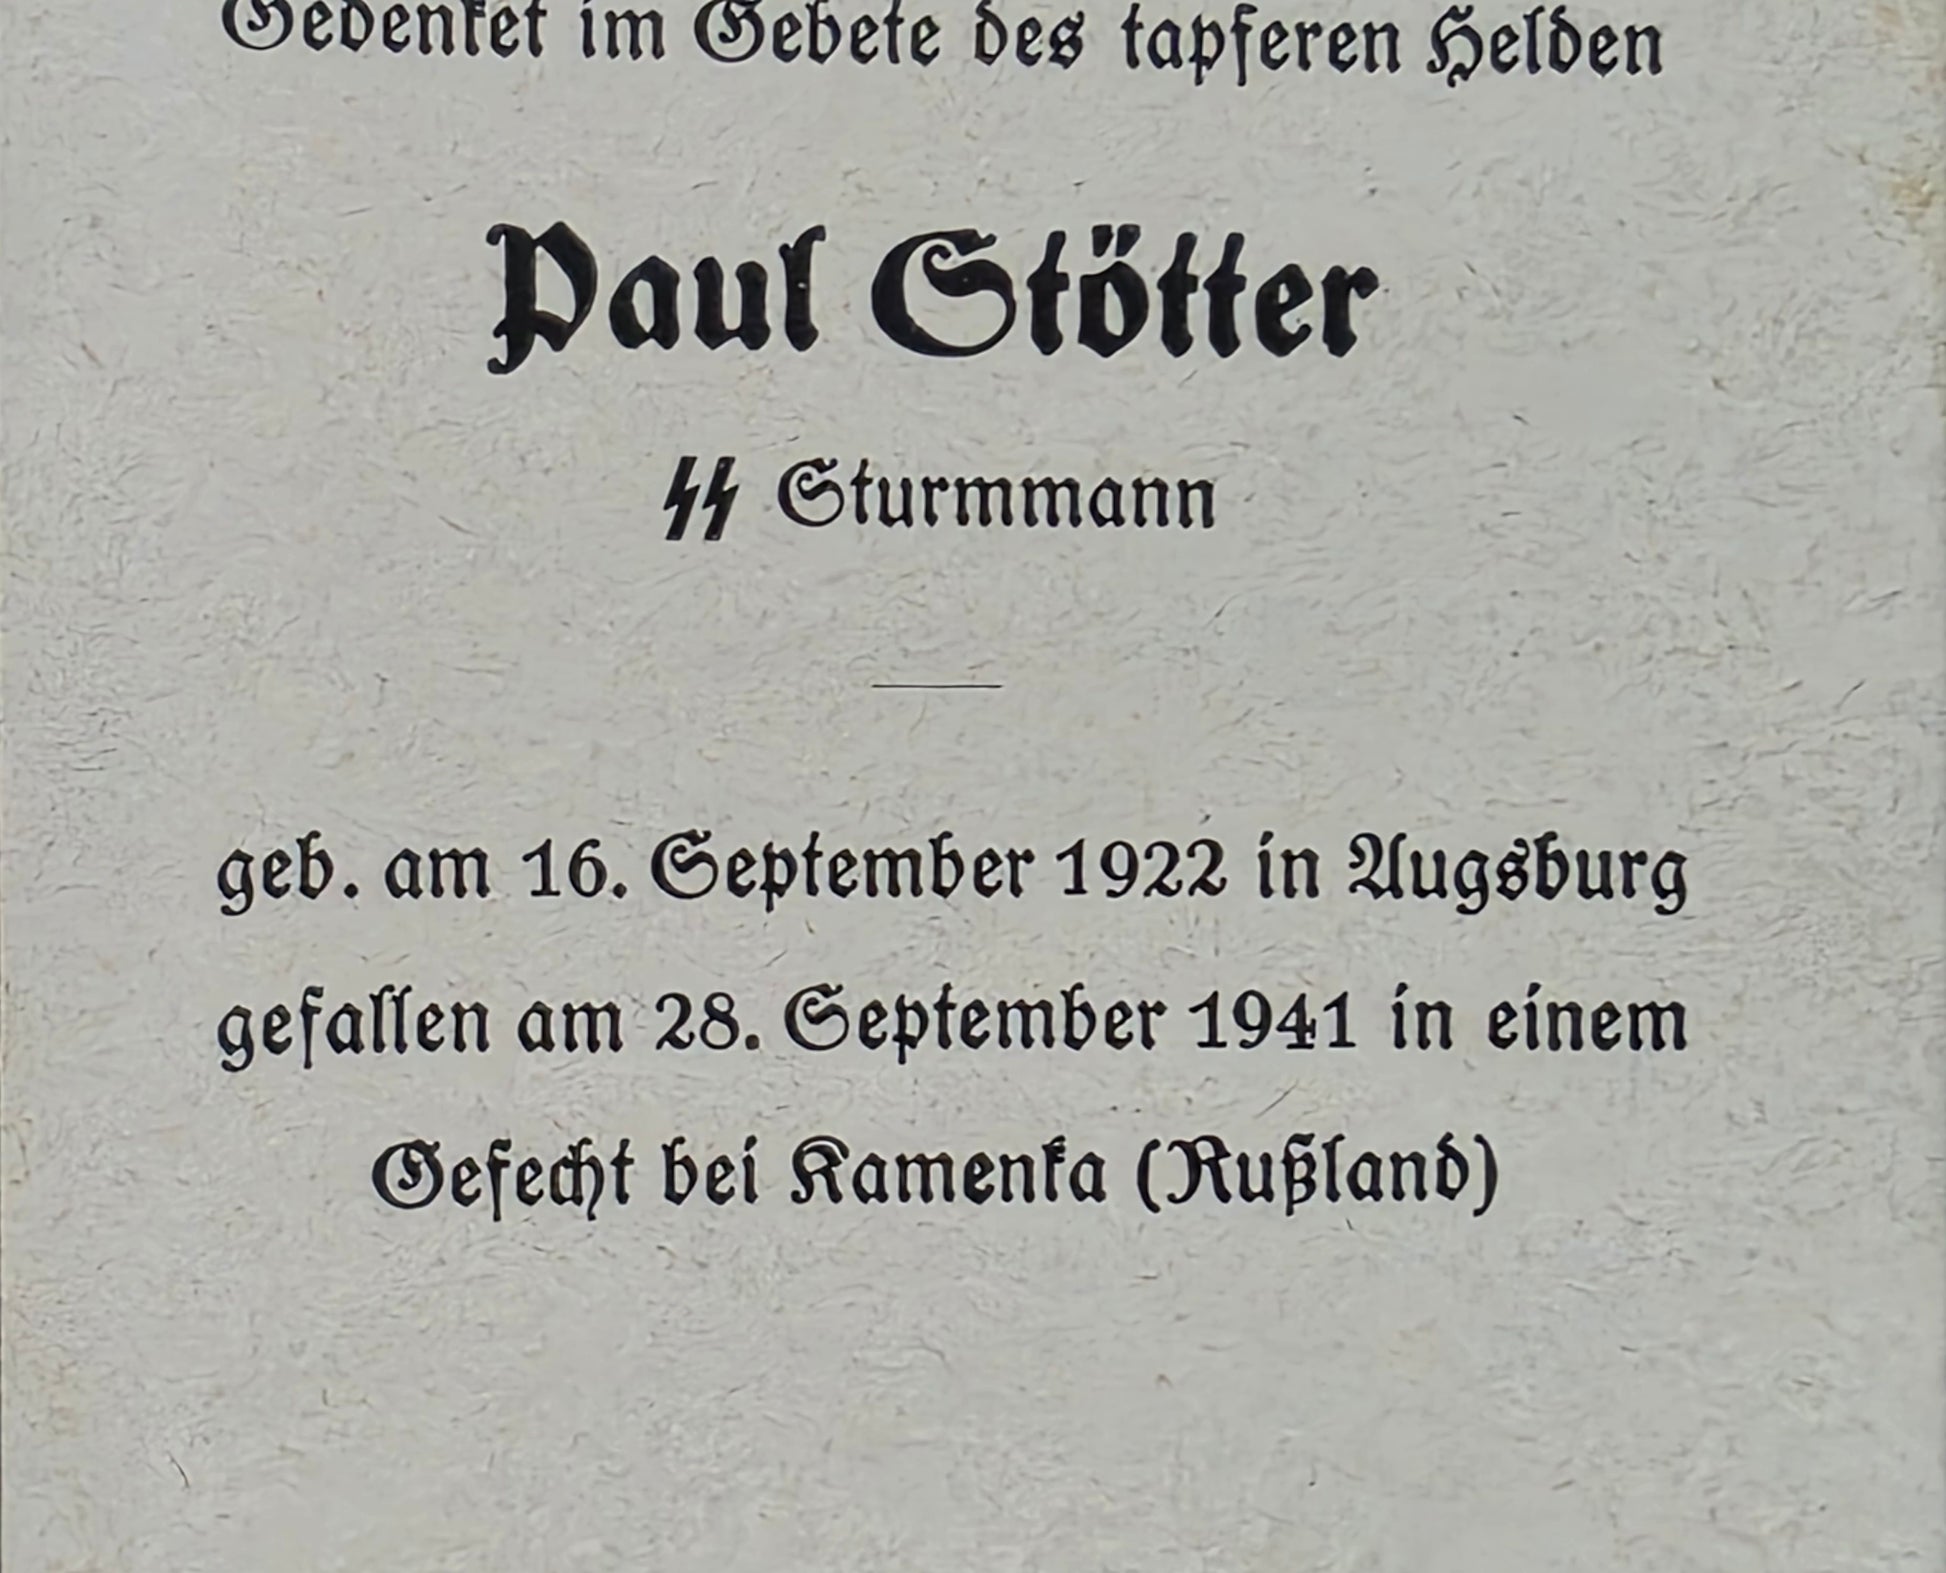 Gedenket im Gebete des tapferen Helden
Paul Stötter
ᛋᛋ Sturmmann
geb. am 16. September 1922 in Augsburg
gefallen am 28. September 1941 in einem
Gefecht bei Kamenka (Rußland)